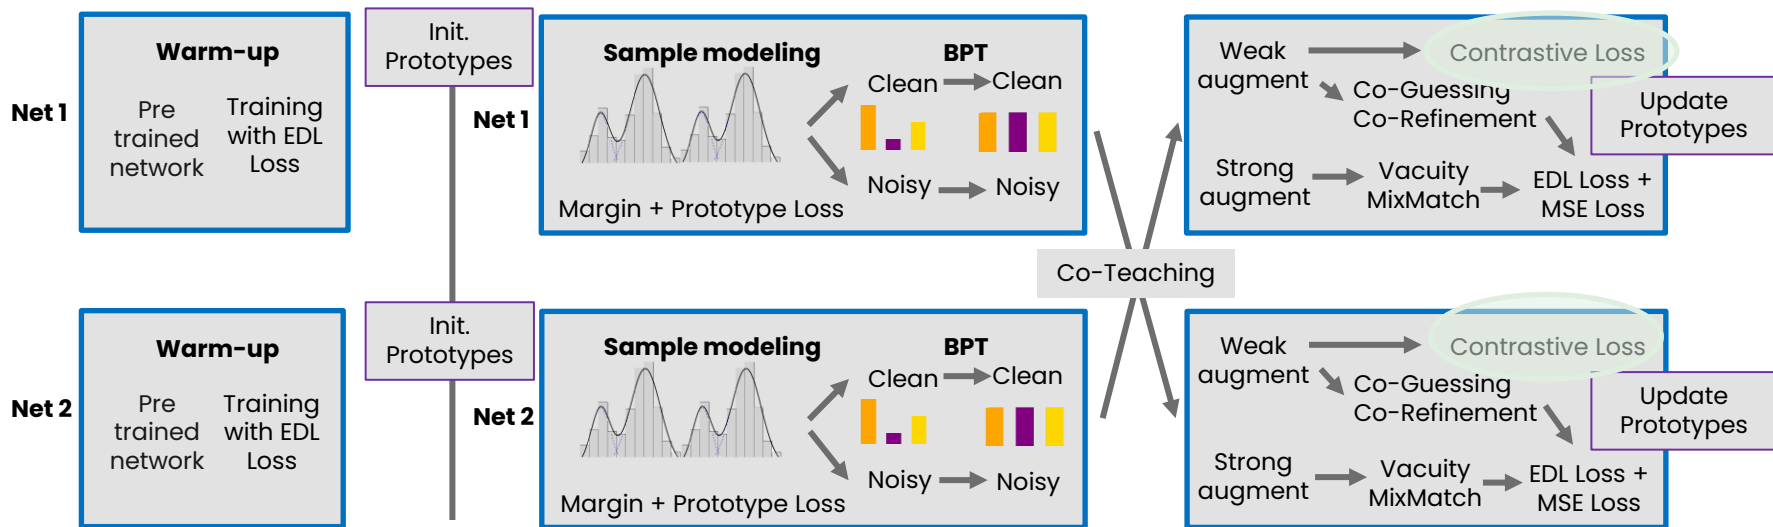 Net 1
Warm-up
Pre
trained
network
Training
with EDL
Loss
Init.
Prototypes
Net 1
Sample modeling
BPT
Clean
Clean
Noisy
Noisy
Margin + Prototype Loss
Co-Teaching
Weak
augment
Contrastive Loss
Co-Guessing
Co-Refinement
Update
Prototypes
Strong
augment
Vacuity
MixMatch
EDL Loss +
MSE Loss
Net 2
Warm-up
Pre
trained
network
Training
with EDL
Loss
Init.
Prototypes
Net 2
Sample modeling
BPT
Clean
Clean
Noisy
Noisy
Margin + Prototype Loss
Weak
augment
Contrastive Loss
Co-Guessing
Co-Refinement
Update
Prototypes
Strong
augment
Vacuity
MixMatch
EDL Loss +
MSE Loss